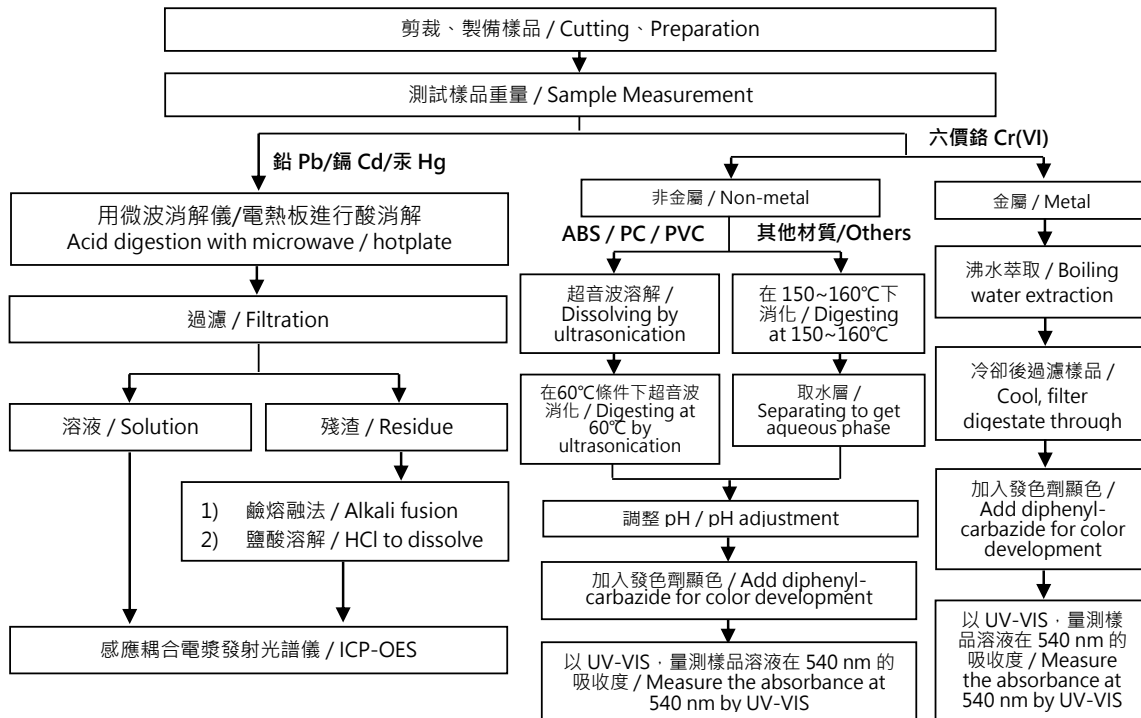 剪裁、製備樣品 / Cutting、Preparation
測試樣品重量 / Sample Measurement
鉛 Pb/鎘 Cd/汞 Hg
六價鉻 Cr(VI)
用微波消解儀/電熱板進行酸消解
Acid digestion with microwave / hotplate
過濾 / Filtration
溶液 / Solution
殘渣 / Residue
1) 鹼熔融法 / Alkali fusion
2) 鹽酸溶解 / HCl to dissolve
感應耦合電漿發射光譜儀 / ICP-OES
非金屬 / Non-metal
ABS / PC / PVC
其他材質/Others
超音波溶解 /
Dissolving by
ultrasonication
在60℃條件下超音波
消化 / Digesting at
60℃ by
ultrasonication
在 150~160℃下
消化 / Digesting
at 150~160℃
取水層 /
Separating to get
aqueous phase
調整 pH / pH adjustment
加入發色劑顯色 / Add diphenyl-
carbazide for color development
以 UV-VIS，量測樣品溶液在 540 nm 的
吸收度 / Measure the absorbance at
540 nm by UV-VIS
金屬 / Metal
沸水萃取 / Boiling
water extraction
冷卻後過濾樣品 /
Cool, filter
digestate through
加入發色劑顯色 /
Add diphenyl-
carbazide for color
development
以 UV-VIS，量測樣
品溶液在 540 nm 的
吸收度 / Measure
the absorbance at
540 nm by UV-VIS